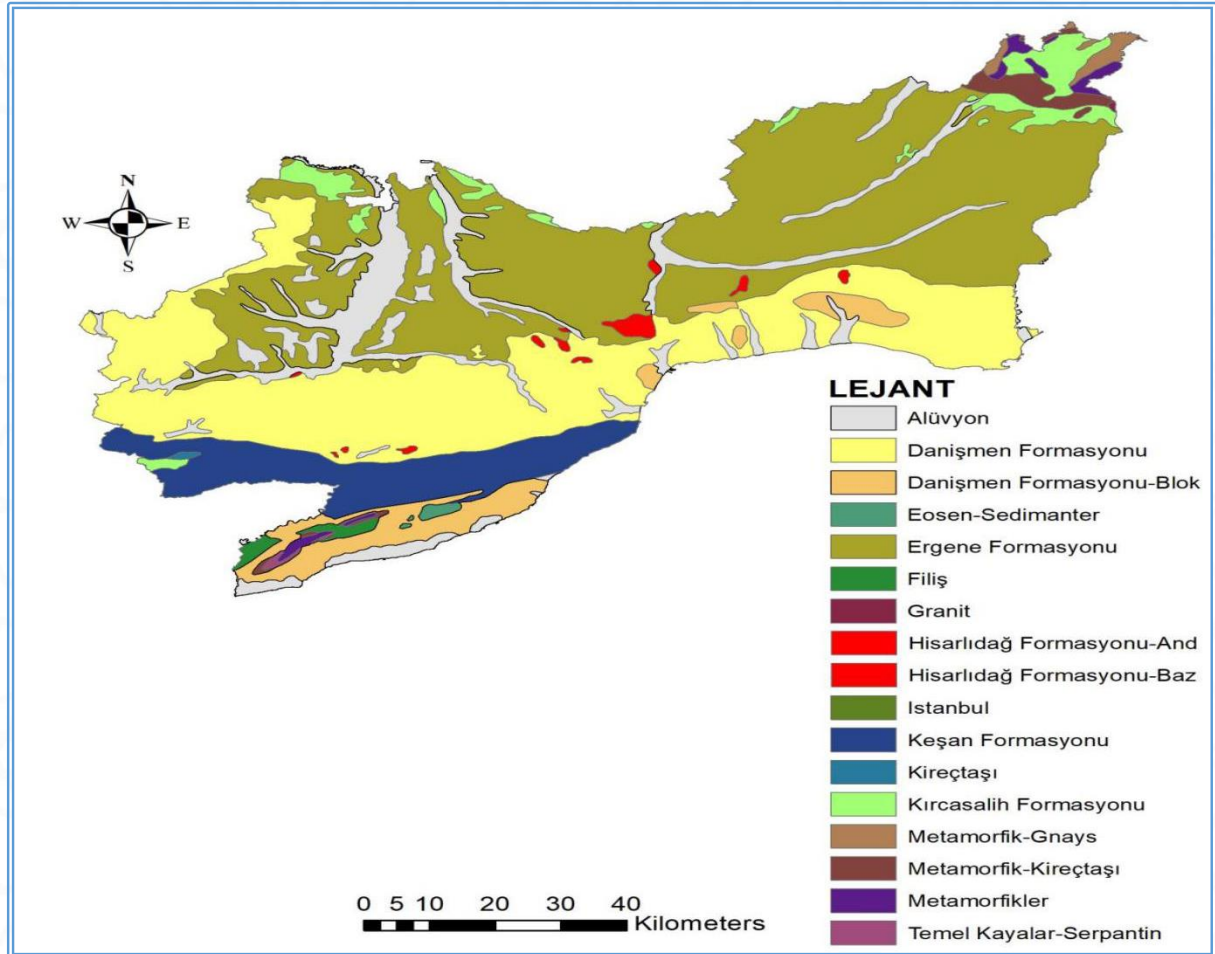 N
W E
S
LEJANT
Alüvyon
Danişmen Formasyonu
Danişmen Formasyonu-Blok
Eosen-Sedimanter
Ergene Formasyonu
Filiş
Granit
Hisarlıdağ Formasyonu-And
Hisarlıdağ Formasyonu-Baz
Istanbul
Keşan Formasyonu
Kireçtaşı
Kırcasalih Formasyonu
Metamorfik-Gnays
Metamorfik-Kireçtaşı
Metamorfikler
Temel Kayalar-Serpantin
0 5 10 20 30 40
Kilometers